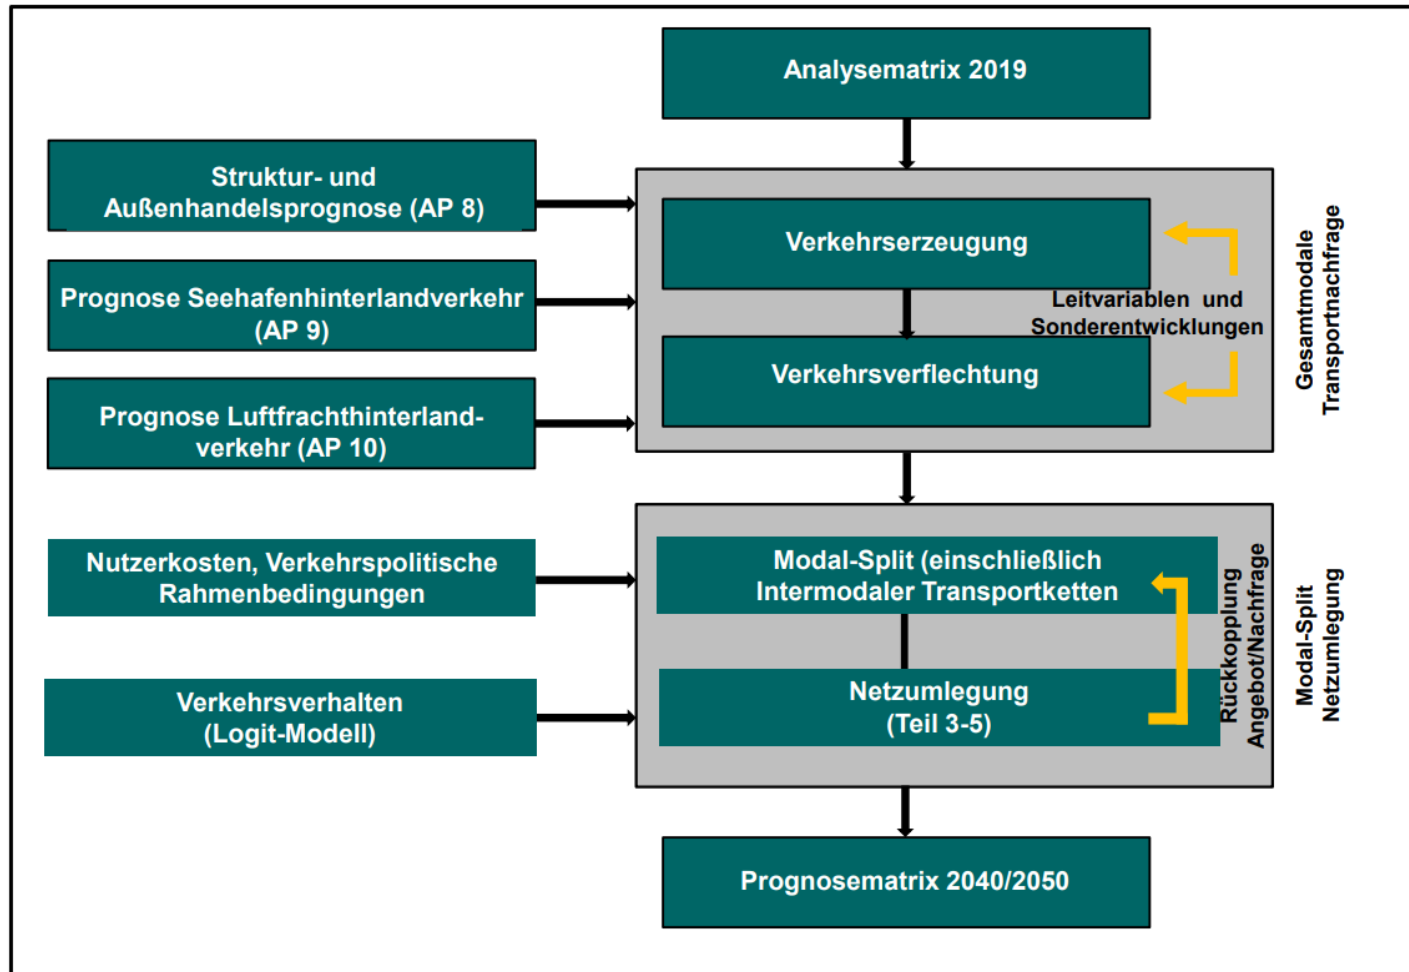 Analysematrix 2019
Struktur- und
Außenhandelsprognose (AP 8)
Prognose Seehafenhinterlandverkehr
(AP 9)
Prognose Luftfrachthinterland-
verkehr (AP 10)
Verkehrserzeugung
Leitvariablen und
Sonderentwicklungen
Verkehrsverflechtung
Gesamtmodale
Transportnachfrage
Nutzerkosten, Verkehrspolitische
Rahmenbedingungen
Verkehrsverhalten
(Logit-Modell)
Modal-Split (einschließlich
Intermodaler Transportketten
Netzumlegung
(Teil 3-5)
Rückkopplung
Angebot/Nachfrage
Modal-Split
Netzumlegung
Prognosematrix 2040/2050